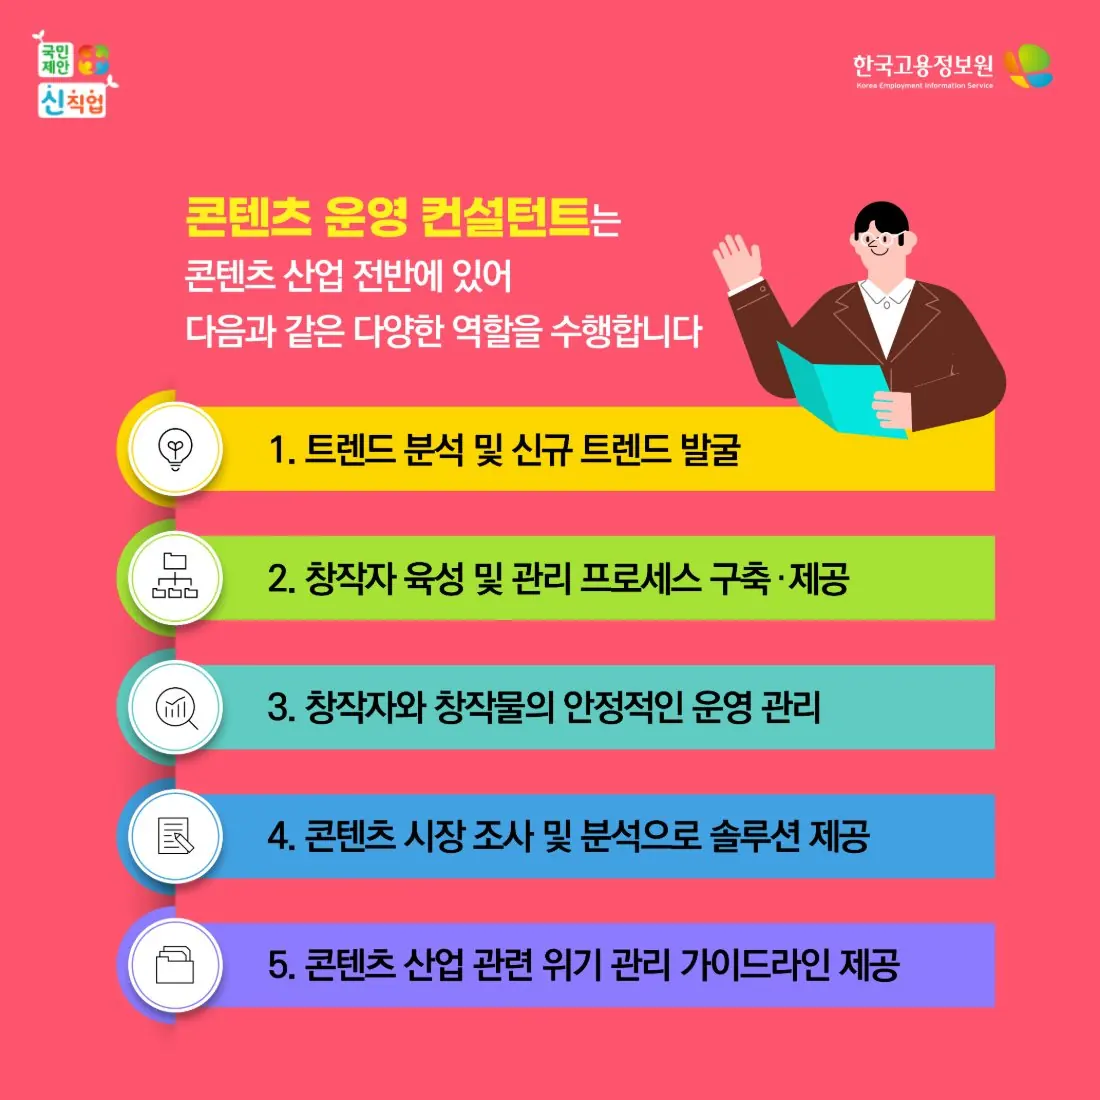 국민
제안
신직업
한국고용정보원
Korea Employment Information Service
콘텐츠 운영 컨설턴트는
콘텐츠 산업 전반에 있어
다음과 같은 다양한 역할을 수행합니다
1. 트렌드 분석 및 신규 트렌드 발굴
2. 창작자 육성 및 관리 프로세스 구축·제공
3. 창작자와 창작물의 안정적인 운영 관리
4. 콘텐츠 시장 조사 및 분석으로 솔루션 제공
5. 콘텐츠 산업 관련 위기 관리 가이드라인 제공